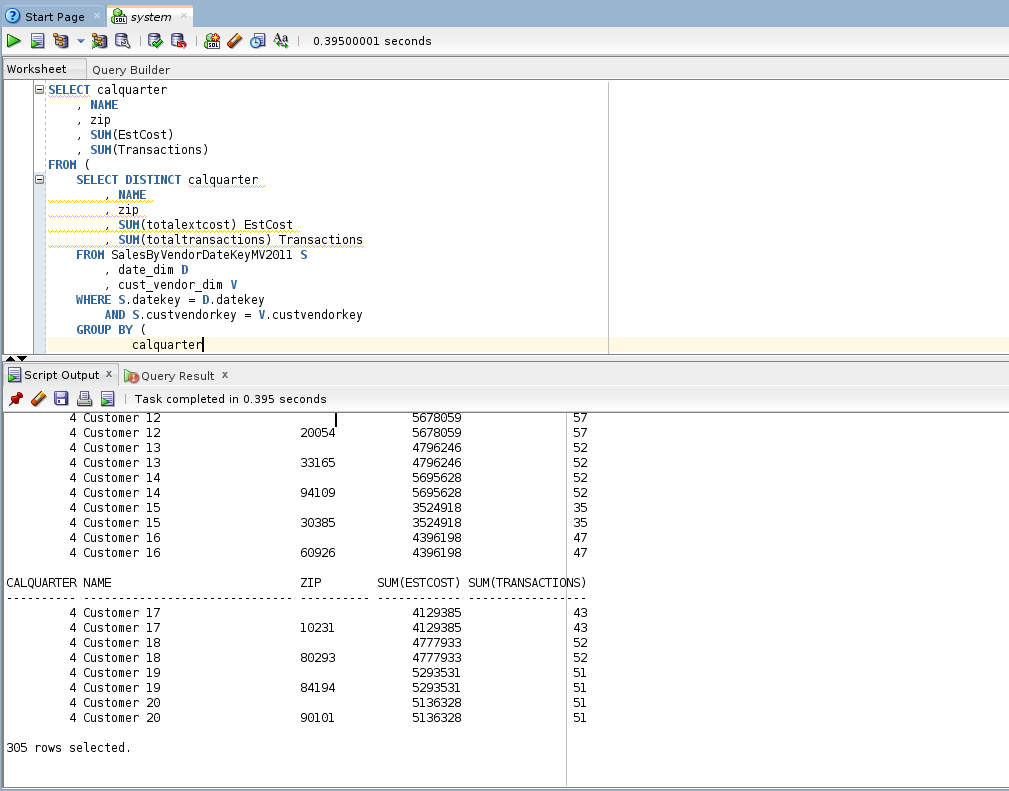 Start Page
system
0.39500001 seconds
Worksheet Query Builder
SELECT calquarter
, NAME
, zip
, SUM(EstCost)
, SUM(Transactions)
FROM (
SELECT DISTINCT calquarter
, NAME
, zip
, SUM(totalextcost) EstCost
, SUM(totaltransactions) Transactions
FROM SalesByVendorDateKeyMV2011 S
, date_dim D
, cust_vendor_dim V
WHERE S.datekey = D.datekey
AND S.custvendorkey = V.custvendorkey
GROUP BY (
calquarter
Script Output x Query Result x
Task completed in 0.395 seconds
4 Customer 12 5678059 57
4 Customer 12 20054 5678059 57
4 Customer 13 4796246 52
4 Customer 13 33165 4796246 52
4 Customer 14 5695628 52
4 Customer 14 94109 5695628 52
4 Customer 15 3524918 35
4 Customer 15 30385 3524918 35
4 Customer 16 4396198 47
4 Customer 16 60926 4396198 47
CALQUARTER NAME ZIP SUM(ESTCOST) SUM(TRANSACTIONS)
---------- ------------------------------ ---------- ------------ -----------------
4 Customer 17 4129385 43
4 Customer 17 10231 4129385 43
4 Customer 18 4777933 52
4 Customer 18 80293 4777933 52
4 Customer 19 5293531 51
4 Customer 19 84194 5293531 51
4 Customer 20 5136328 51
4 Customer 20 90101 5136328 51
305 rows selected.